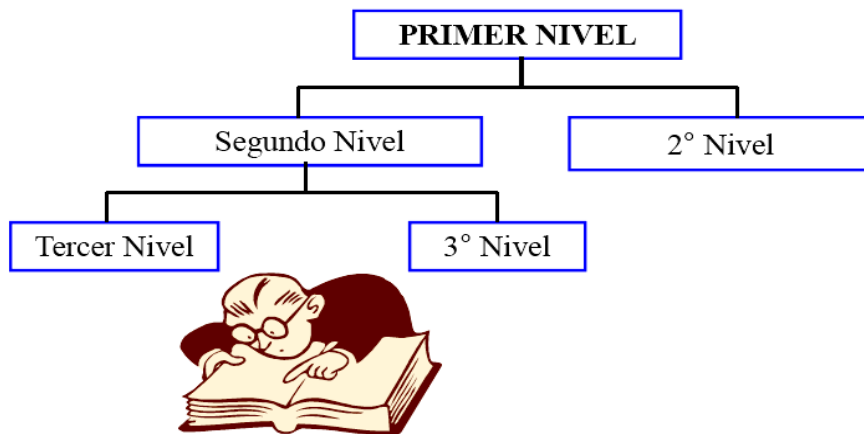 PRIMER NIVEL
Segundo Nivel
2° Nivel
Tercer Nivel
3° Nivel